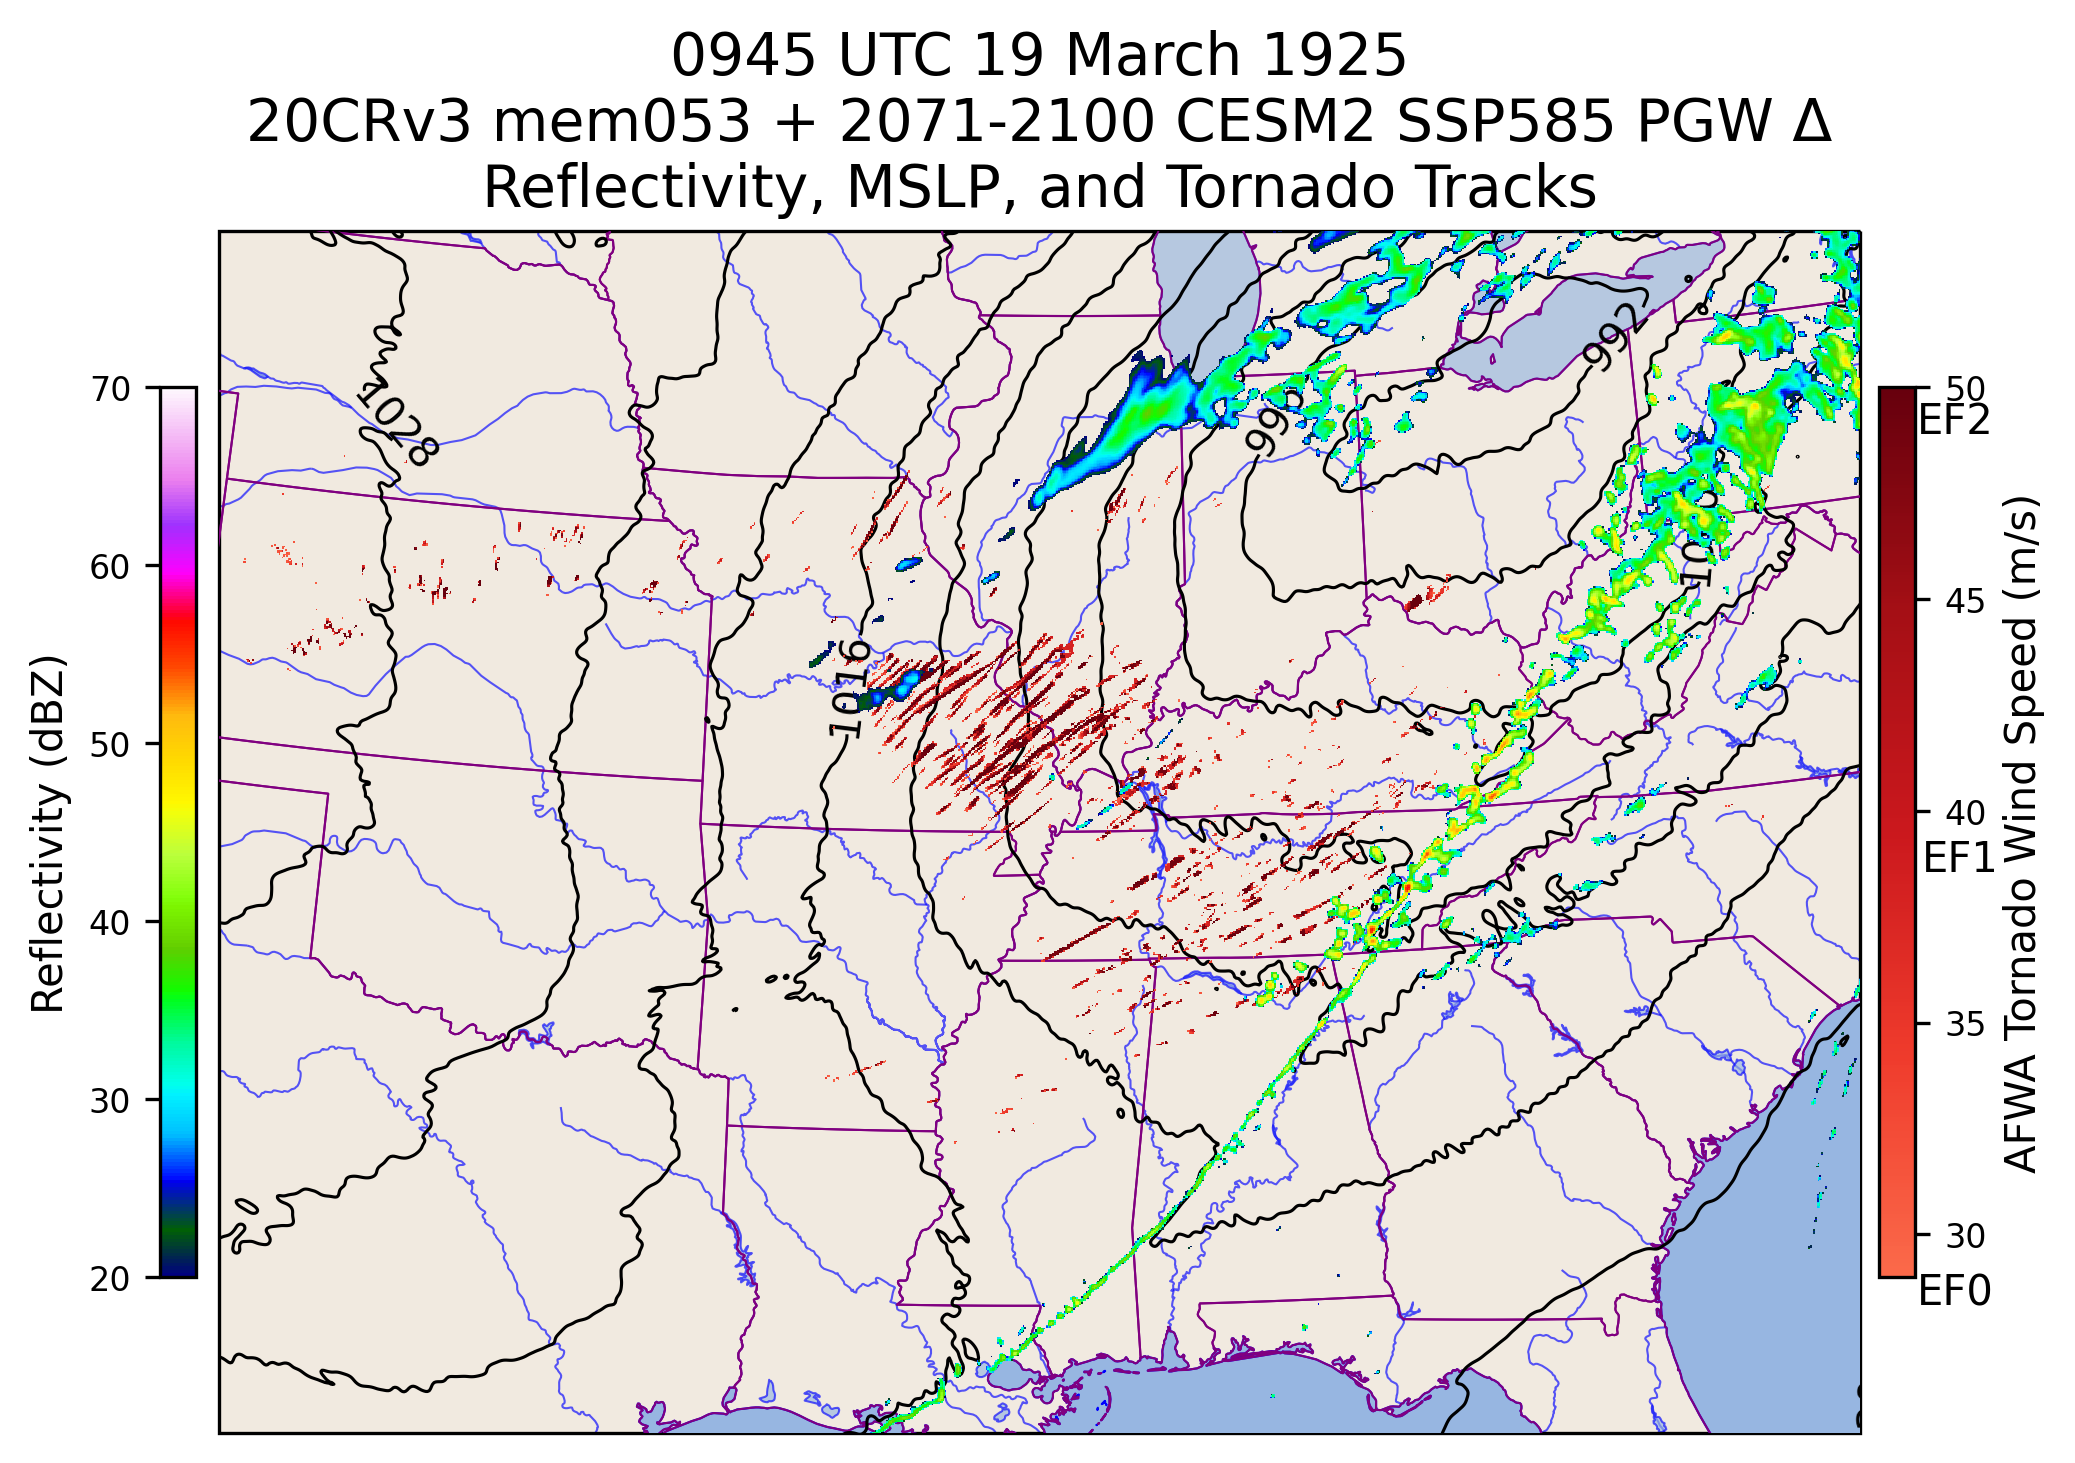 0945 UTC 19 March 1925
20CRv3 mem053 + 2071-2100 CESM2 SSP585 PGW Δ
Reflectivity, MSLP, and Tornado Tracks
Reflectivity (dBZ)
70
60
50
40
30
20
1028
1016
992
50
EF2
45
40
EF1
35
30
EF0
AFWA Tornado Wind Speed (m/s)